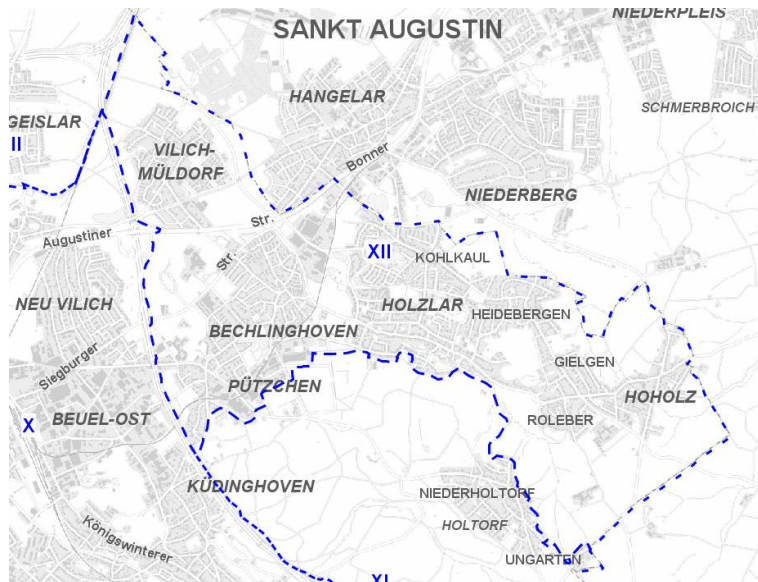 NIEDERPLEIS
SANKT AUGUSTIN
HANGELAR
SCHMERBROICH
GEISLAR
II
VILICH-
MÜLDORF
Bonner
NIEDERBERG
Str.
Augustiner
XII
KOHLKAUL
Str.
NEU VILICH
HOLZLAR
HEIDEBERGEN
BECHLINGHOVEN
Siegburger
GIELGEN
PÜTZCHEN
HOHOLZ
BEUEL-OST
ROLEBER
X
KÜDINGHOVEN
NIEDERHOLTORF
HOLTORF
Königswinterer
UNGARTEN
XI